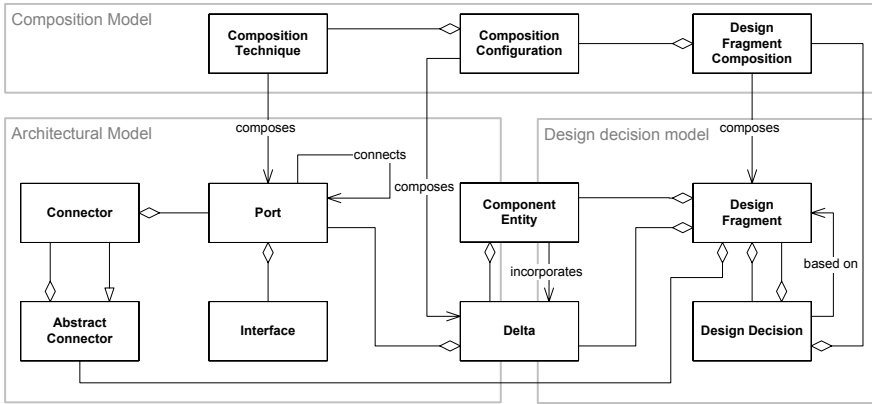 Composition Model
Composition
Technique
Composition
Configuration
Design
Fragment
Composition
composes
composes
Architectural Model
Design decision model
connects
composes
Connector
Port
Component
Entity
Design
Fragment
incorporates
based on
Abstract
Connector
Interface
Delta
Design Decision